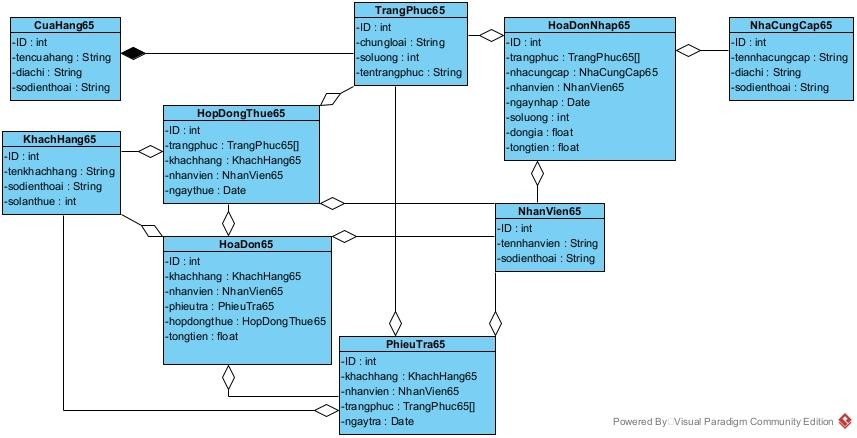 CuaHang65
-ID : int
-tencuahang : String
-diachi : String
-sodienthoai : String
TrangPhuc65
-ID : int
-chungloai : String
-soluong : int
-tentrangphuc : String
HoaDonNhap65
-ID : int
-trangphuc : TrangPhuc65[]
-nhacungcap : NhaCungCap65
-nhanvien : NhanVien65
-ngaynhap : Date
-soluong : int
-dongia : float
-tongtien : float
NhaCungCap65
-ID : int
-tennhacungcap : String
-diachi : String
-sodienthoai : String
HopDongThue65
-ID : int
-trangphuc : TrangPhuc65[]
-khachhang : KhachHang65
-nhanvien : NhanVien65
-ngaythue : Date
KhachHang65
-ID : int
-tenkhachhang : String
-sodienthoai : String
-solanthue : int
NhanVien65
-ID : int
-tennhanvien : String
-sodienthoai : String
HoaDon65
-ID : int
-khachhang : KhachHang65
-nhanvien : NhanVien65
-phieutra : PhieuTra65
-hopdongthue : HopDongThue65
-tongtien : float
PhieuTra65
-ID : int
-khachhang : KhachHang65
-nhanvien : NhanVien65
-trangphuc : TrangPhuc65[]
-ngaytra : Date
Powered By Visual Paradigm Community Edition